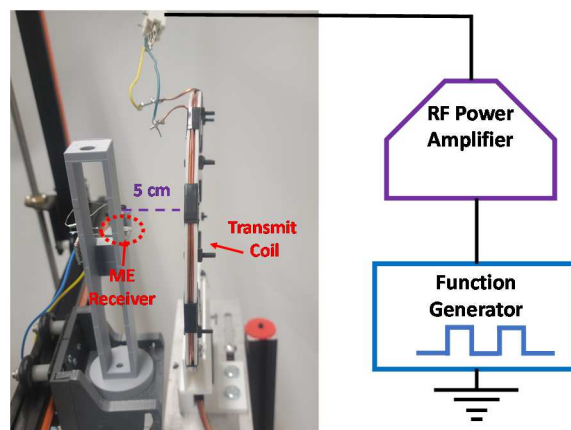 RF Power
Amplifier
5 cm
Transmit
Coil
ME
Receiver
Function
Generator